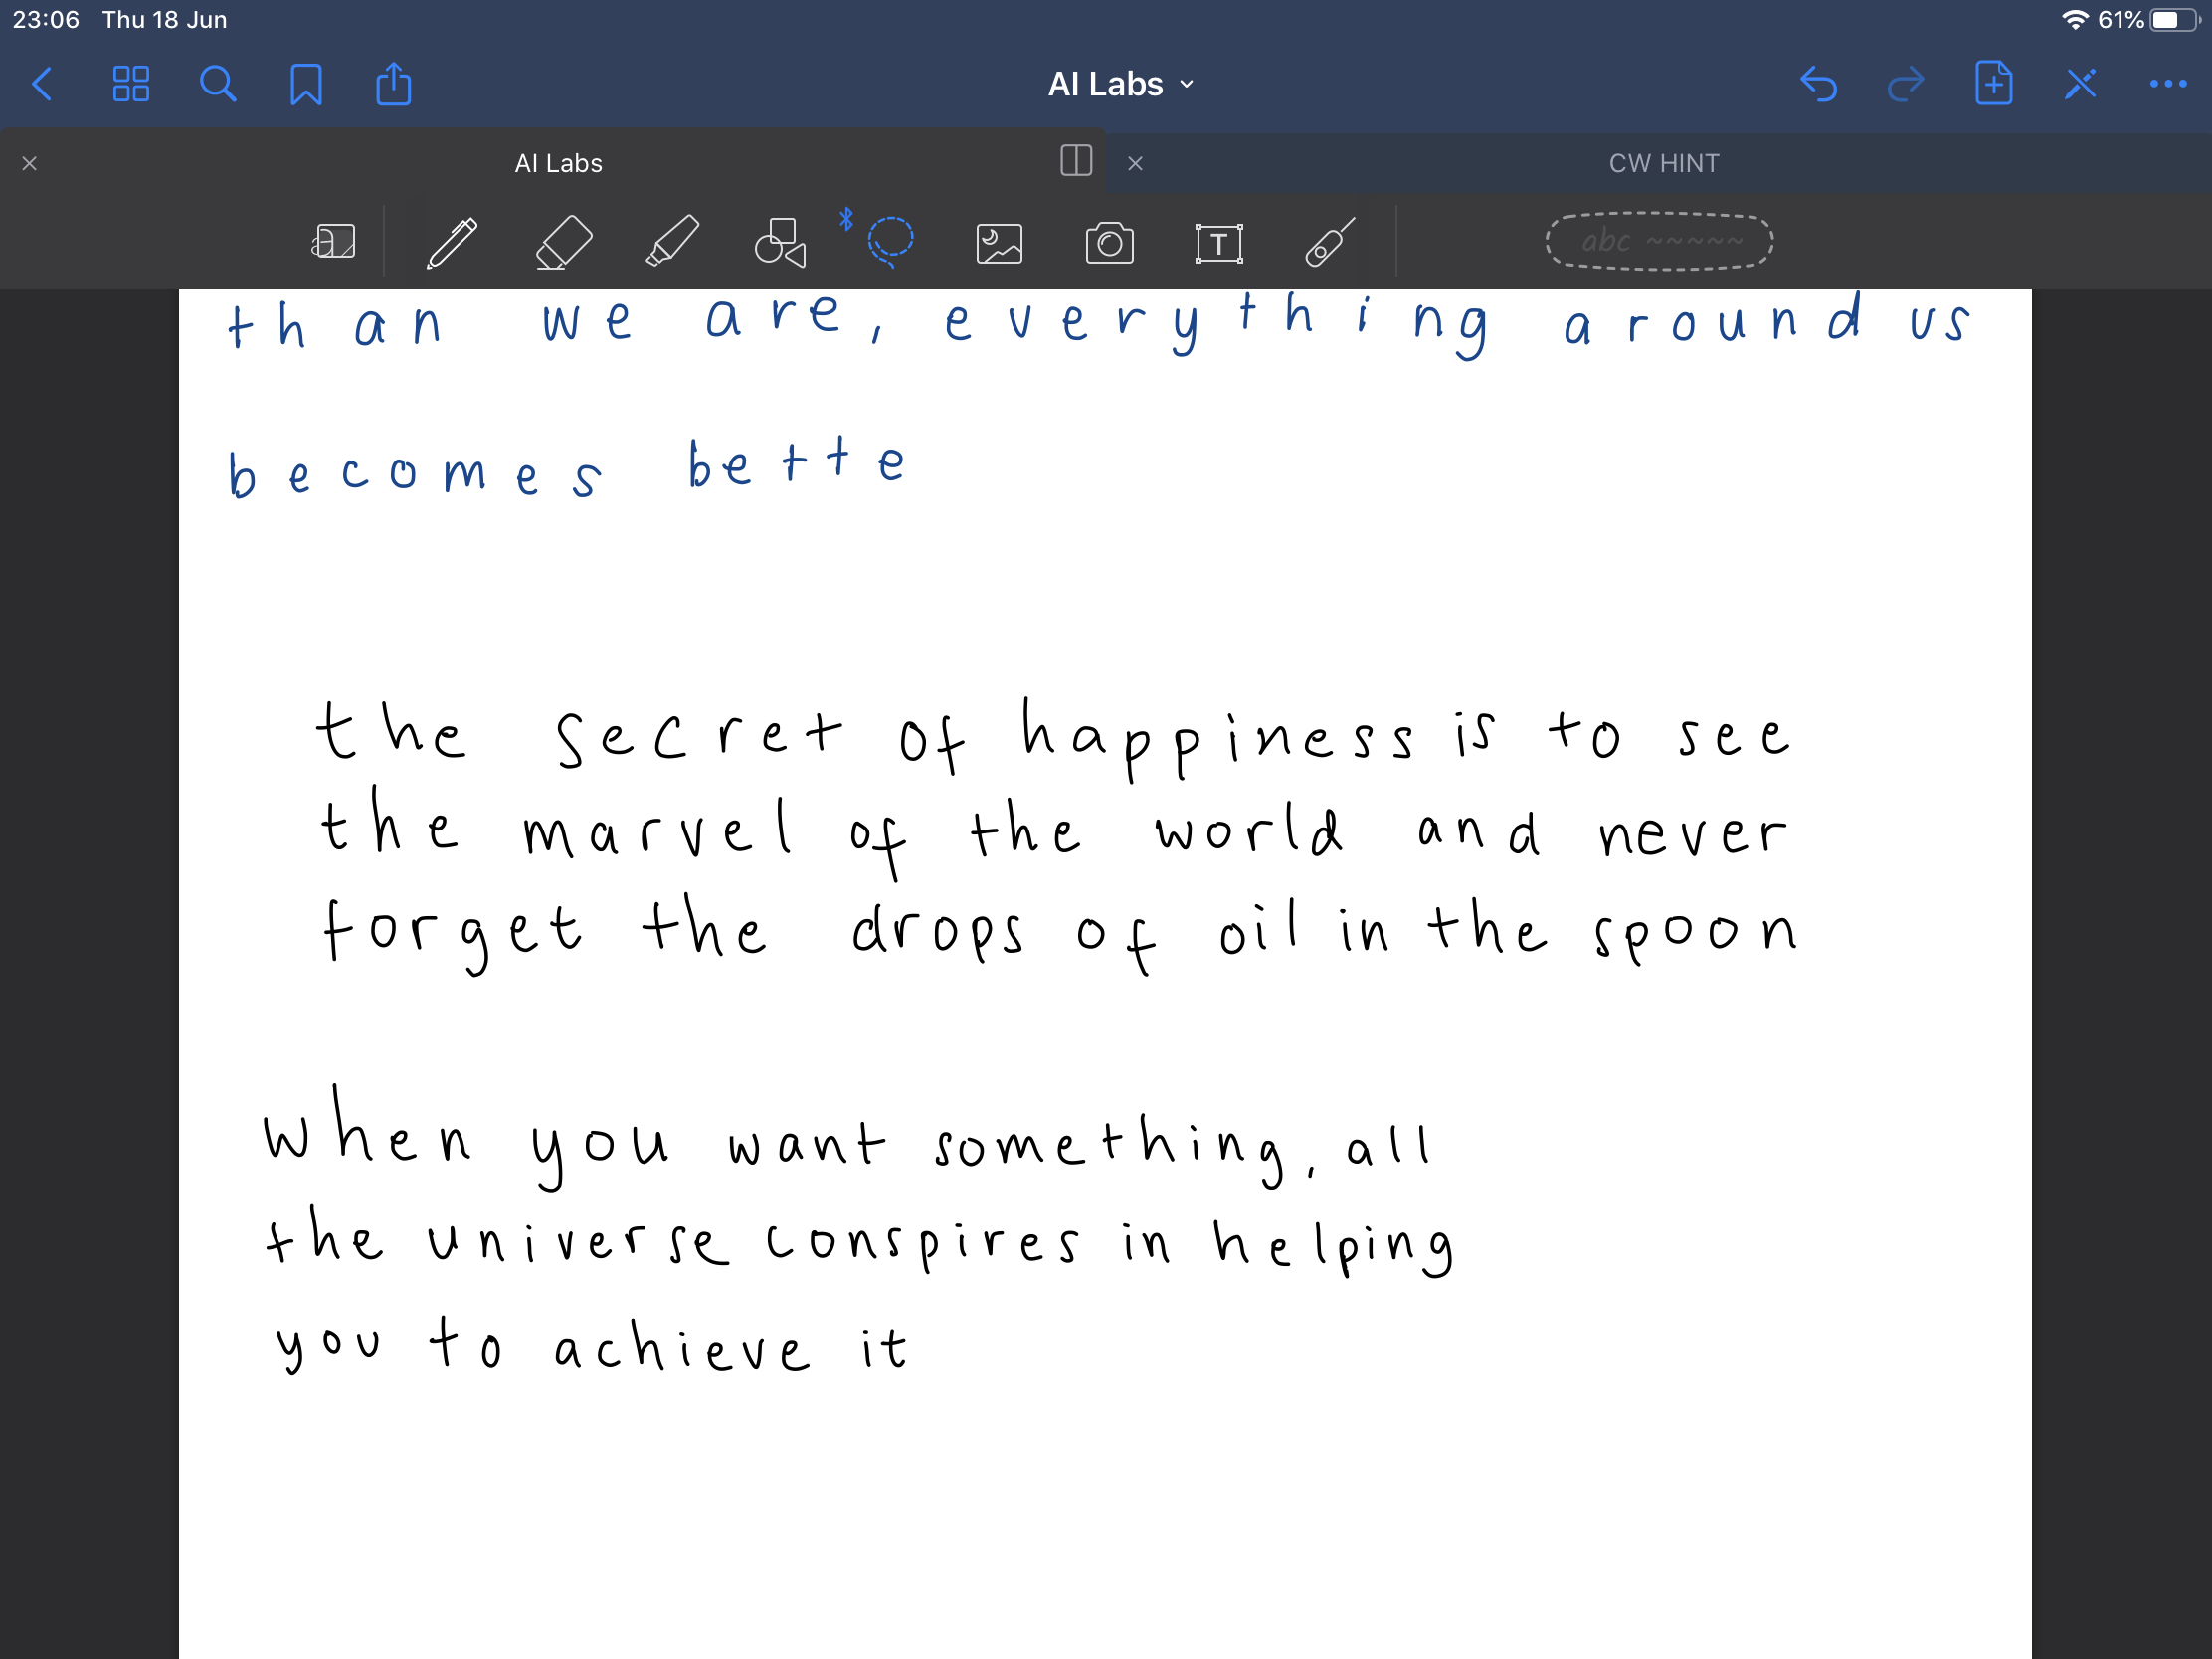 23:06 Thu 18 Jun 61%
AI Labs
AI Labs CW HINT
T abc
than we are, everything around us
becomes bette
the secret of happiness is to see
the marvel of the world and never
forget the drops of oil in the spoon
when you want something, all
the universe conspires in helping
you to achieve it